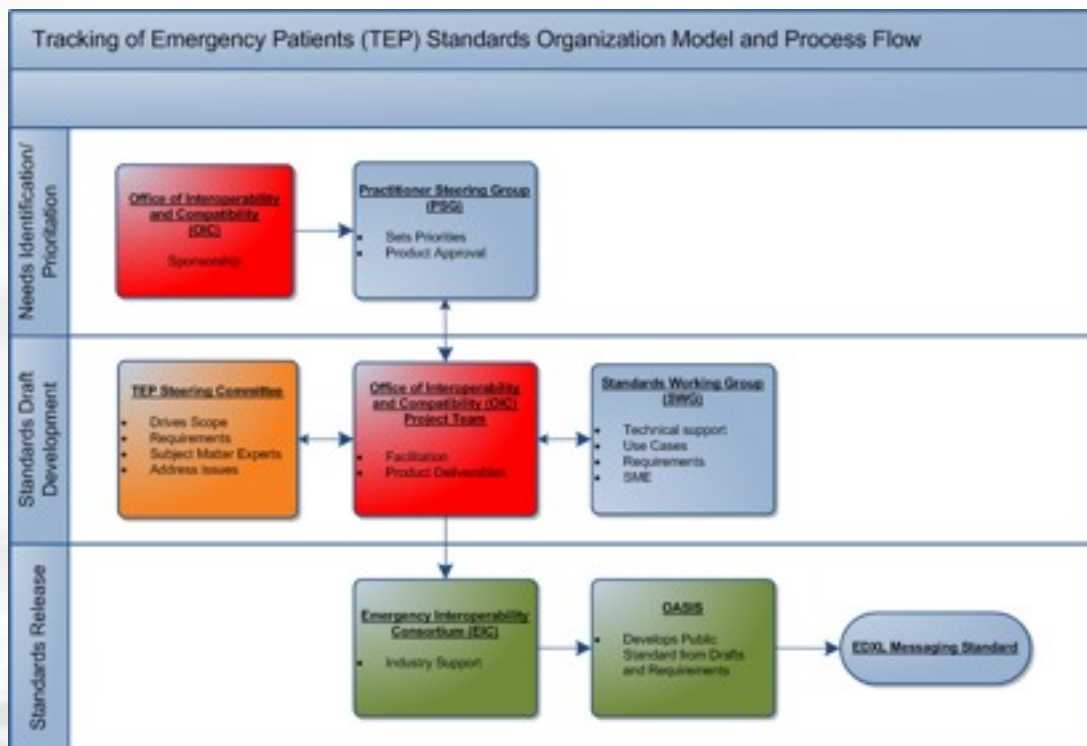 Tracking of Emergency Patients (TEP) Standards Organization Model and Process Flow
Needs Identification/
Prioritation
Office of Interoperability
and Compatibility
(OIC)
Sponsorship
Practitioner Steering Group
(PSG)
• Sets Priorities
• Product Approval
Standards Draft
Development
TEP Steering Committee
• Drives Scope
• Requirements
• Subject Matter Experts
• Address issues
Office of Interoperability
and Compatibility (OIC)
Project Team
• Facilitation
• Product Deliverables
Standards Working Group
(SWG)
• Technical support
• Use Cases
• Requirements
• SME
Standards Release
Emergency Interoperability
Consortium (EIC)
• Industry Support
OASIS
• Develops Public
Standard from Drafts
and Requirements
EDXL Messaging Standard